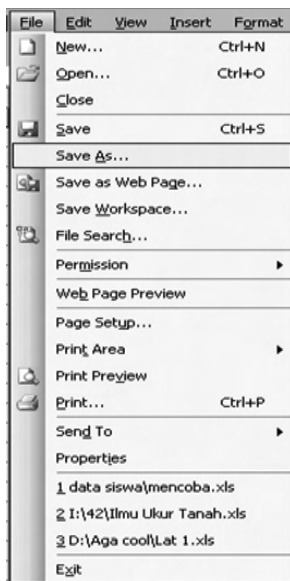 File Edit View Insert Format
New... Ctrl+N
Open... Ctrl+O
Close
Save Ctrl+S
Save As...
Save as Web Page...
Save Workspace...
File Search...
Permission
Web Page Preview
Page Setup...
Print Area
Print Preview
Print... Ctrl+P
Send To
Properties
1 data siswa\mencoba.xls
2 I:\42\Ilmu Ukur Tanah.xls
3 D:\Aga cool\Lat 1.xls
Exit